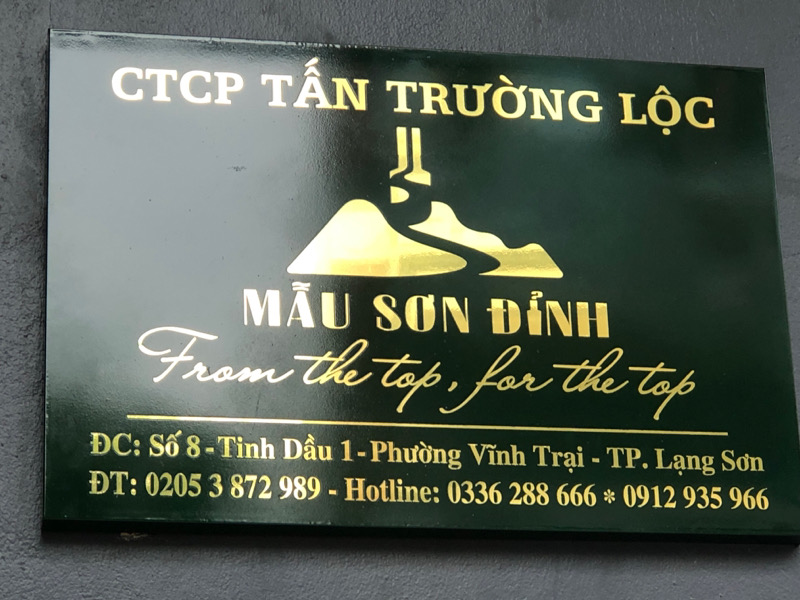 CTCP TẤN TRƯỜNG LỘC
MẪU SƠN ĐỈNH
From the top, for the top
ĐC: Số 8 - Tinh Dầu 1 - Phường Vĩnh Trại - TP. Lạng Sơn
ĐT: 0205 3 872 989 - Hotline: 0336 288 666 * 0912 935 966